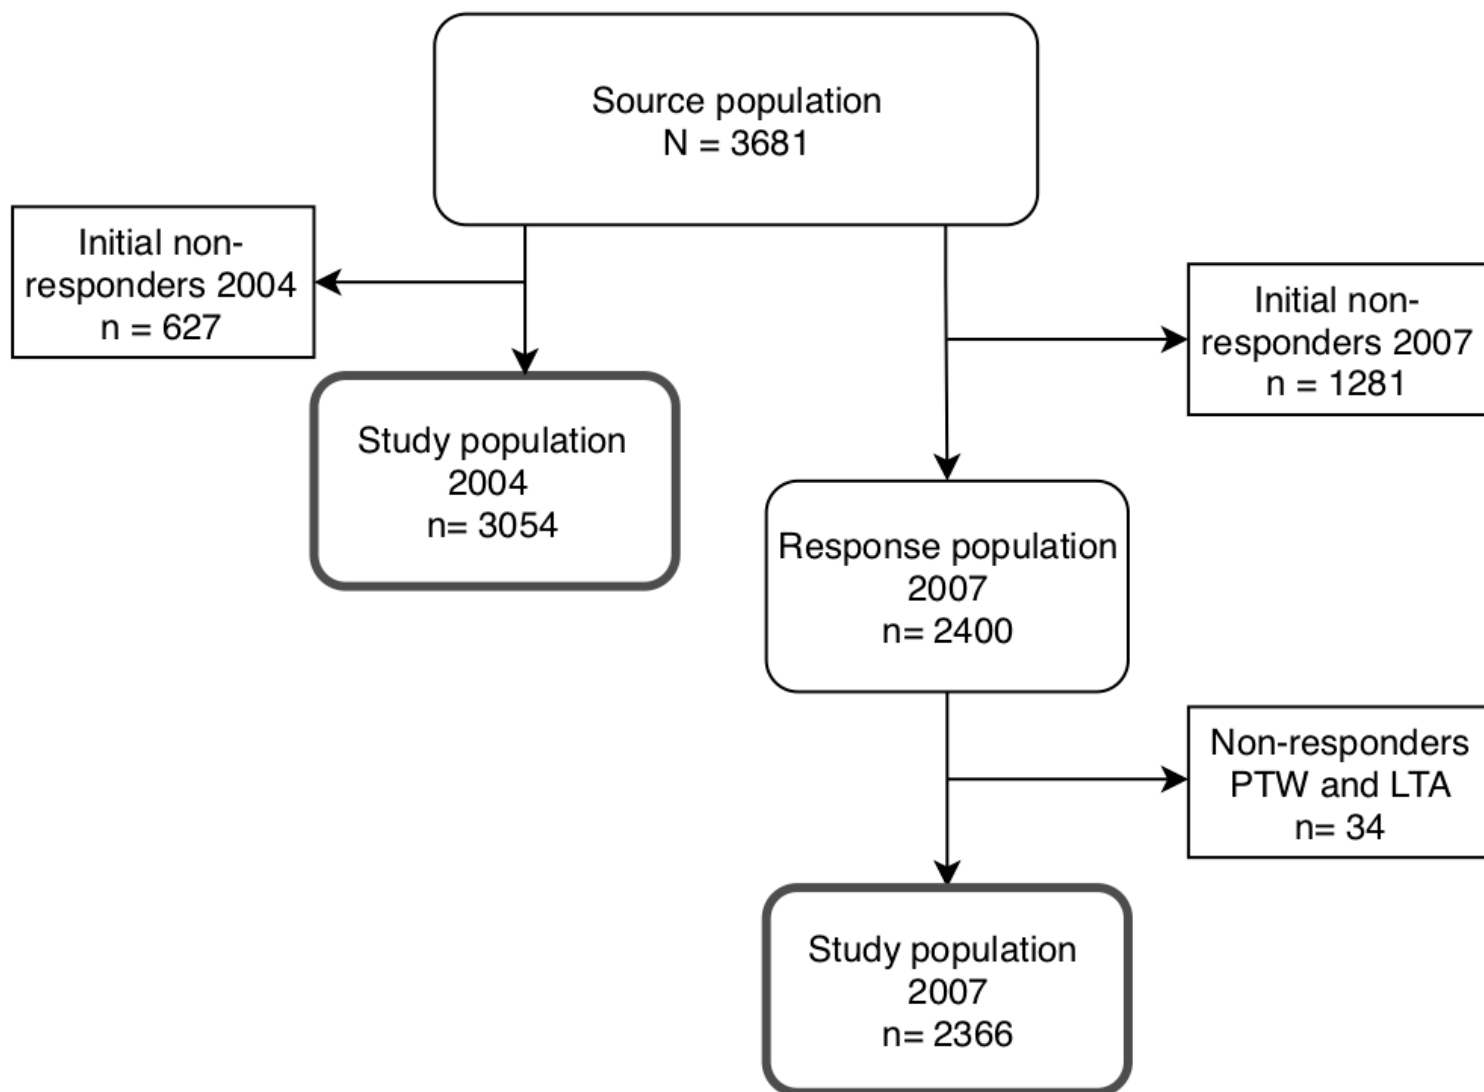 Source population
N = 3681
Initial non-
responders 2004
n = 627
Initial non-
responders 2007
n = 1281
Study population
2004
n= 3054
Response population
2007
n= 2400
Non-responders
PTW and LTA
n= 34
Study population
2007
n= 2366